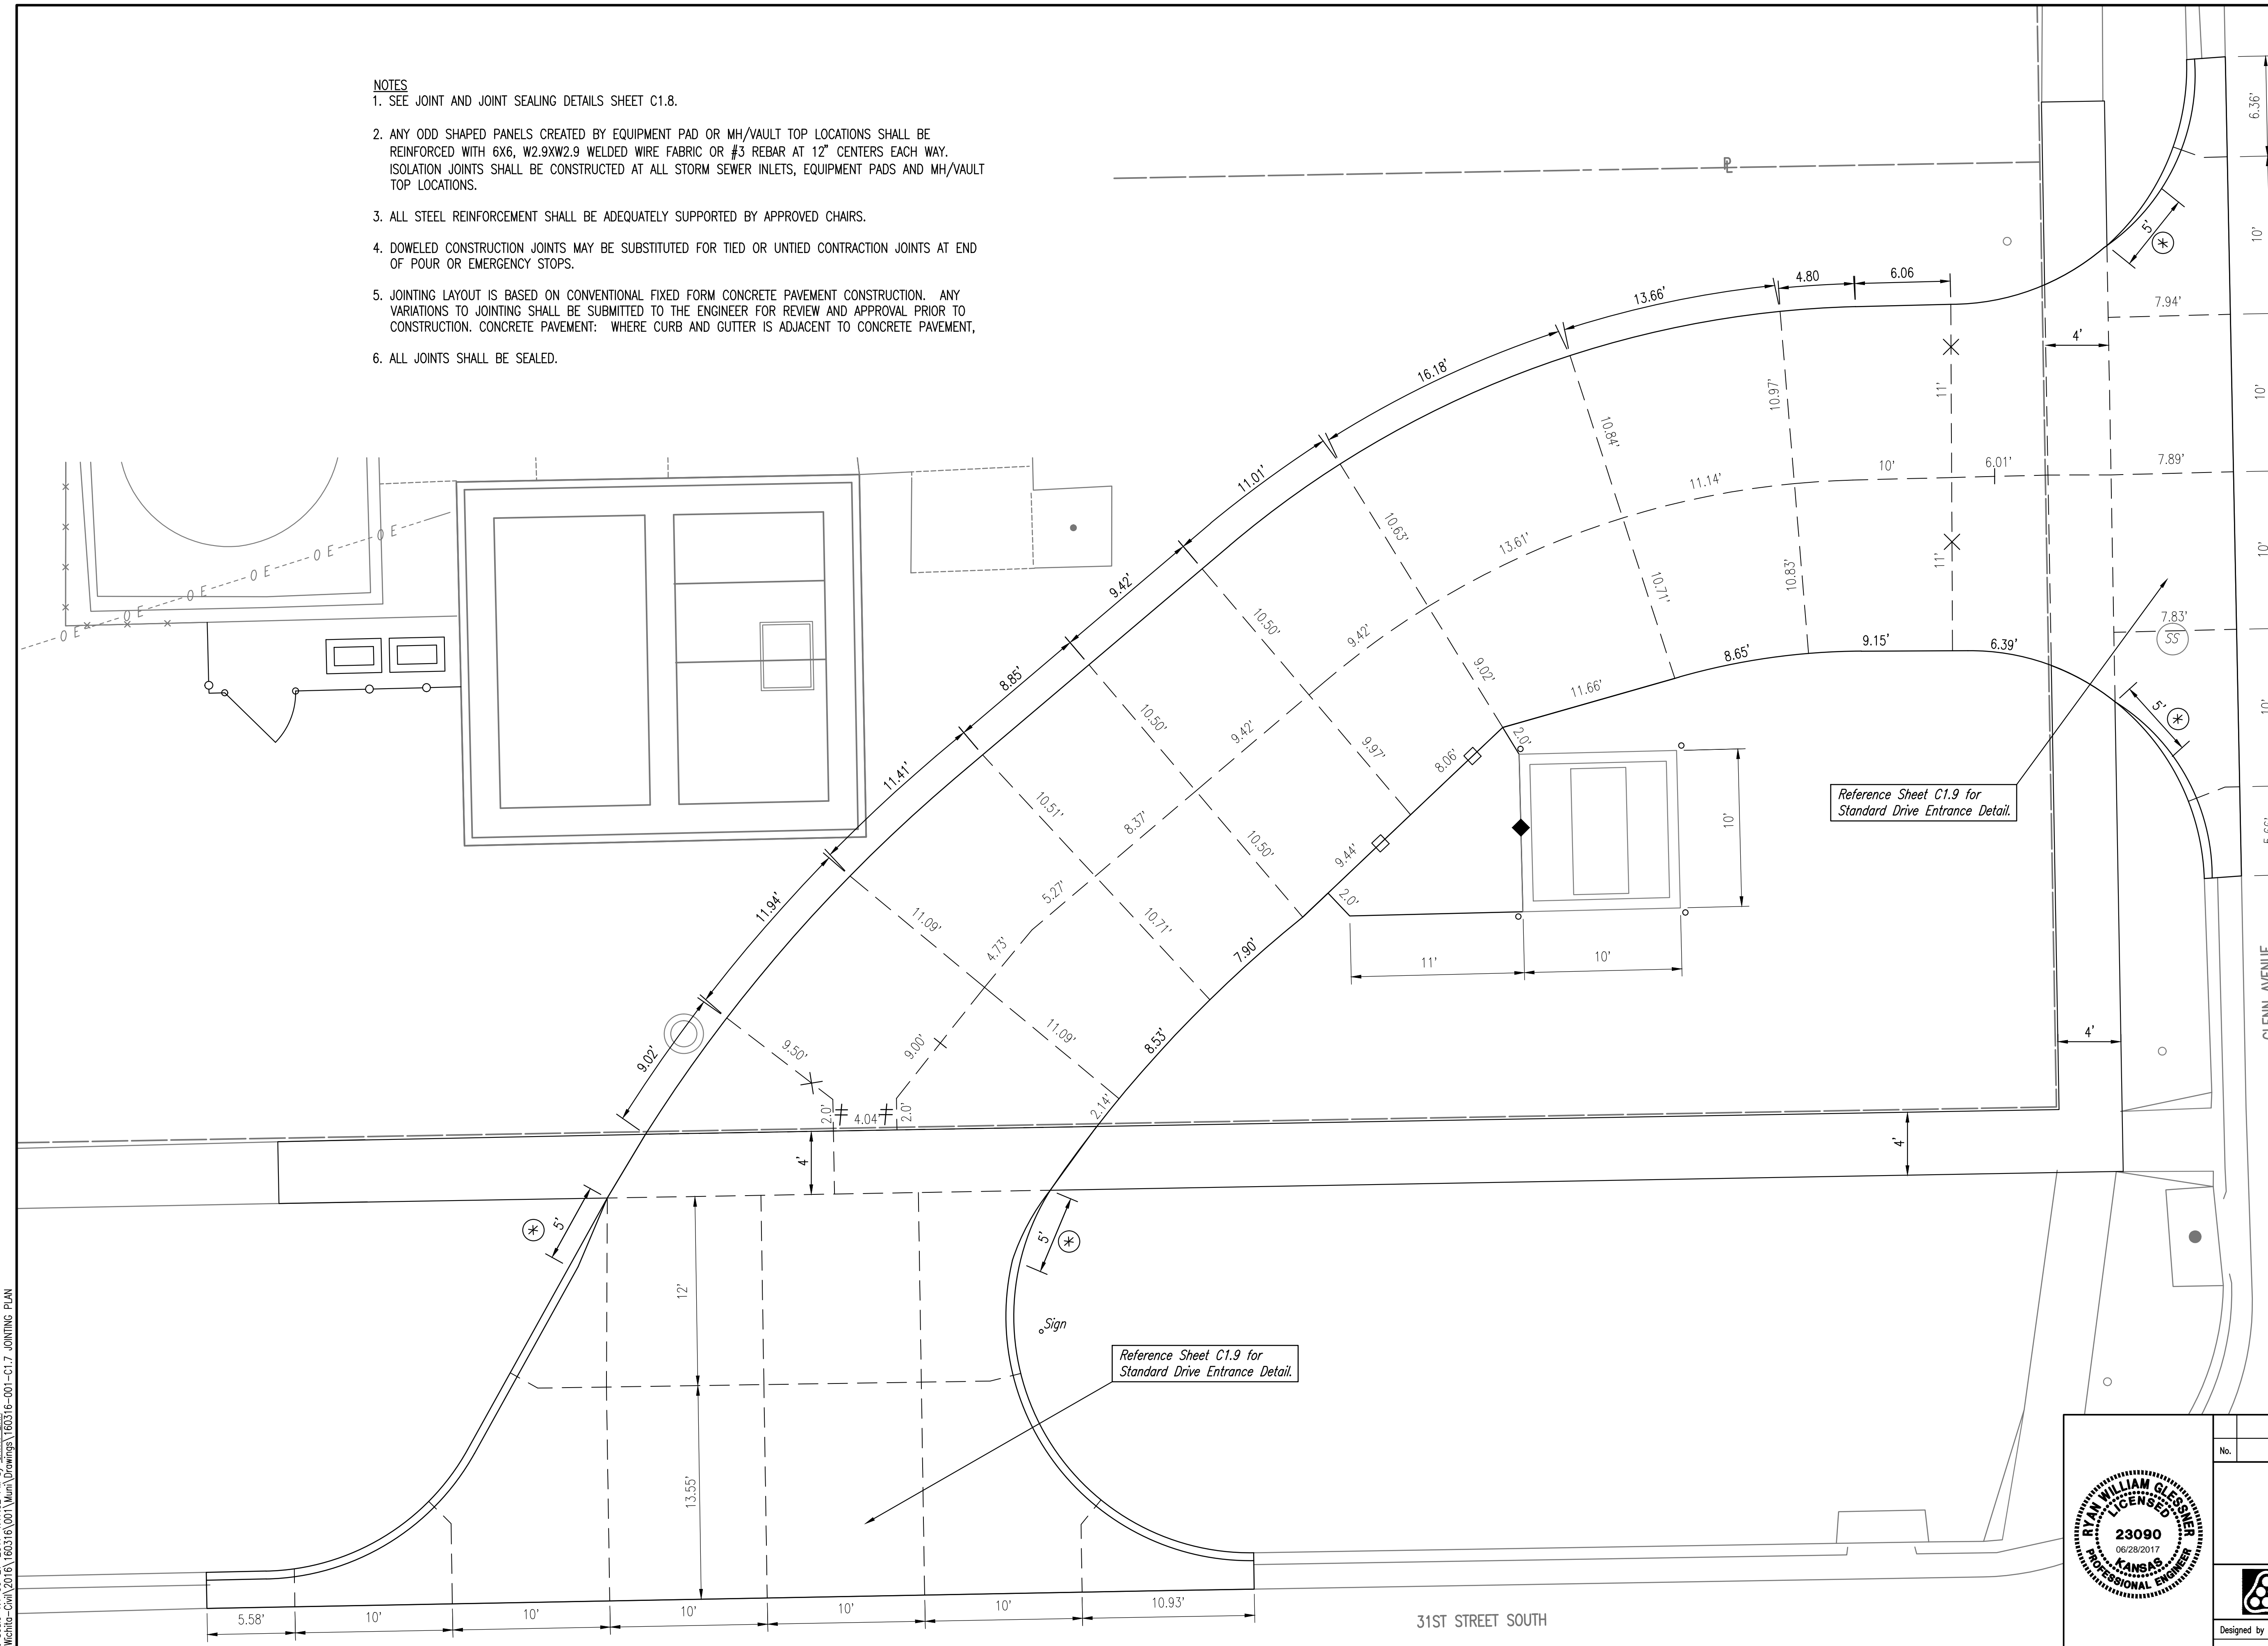 NOTES
1. SEE JOINT AND JOINT SEALING DETAILS SHEET C1.8.
2. ANY ODD SHAPED PANELS CREATED BY EQUIPMENT PAD OR MH/VAULT TOP LOCATIONS SHALL BE
REINFORCED WITH 6X6, W2.9XW2.9 WELDED WIRE FABRIC OR #3 REBAR AT 12" CENTERS EACH WAY.
ISOLATION JOINTS SHALL BE CONSTRUCTED AT ALL STORM SEWER INLETS, EQUIPMENT PADS AND MH/VAULT
TOP LOCATIONS.
3. ALL STEEL REINFORCEMENT SHALL BE ADEQUATELY SUPPORTED BY APPROVED CHAIRS.
4. DOWELED CONSTRUCTION JOINTS MAY BE SUBSTITUTED FOR TIED OR UNTIED CONTRACTION JOINTS AT END
OF POUR OR EMERGENCY STOPS.
5. JOINTING LAYOUT IS BASED ON CONVENTIONAL FIXED FORM CONCRETE PAVEMENT CONSTRUCTION. ANY
VARIATIONS TO JOINTING SHALL BE SUBMITTED TO THE ENGINEER FOR REVIEW AND APPROVAL PRIOR TO
CONSTRUCTION. CONCRETE PAVEMENT: WHERE CURB AND GUTTER IS ADJACENT TO CONCRETE PAVEMENT,
6. ALL JOINTS SHALL BE SEALED.
PL
6.36'
10'
5'
7.94'
4'
10'
7.89'
10'
7.83'
SS
10'
5'
9.02'
11.94'
11.41'
8.85'
9.42'
11.01'
16.18'
13.66'
4.80
6.06
10.97'
11'
10.84'
10.63'
10.50'
10.50'
10.51'
11.09'
9.50'
10'
6.01'
11.14'
13.61'
9.42'
9.42'
8.37'
5.27'
4.73'
9.00'
11'
10.83'
10.71'
9.02'
9.97'
10.50'
10.71'
11.09'
6.39'
9.15'
8.65'
11.66'
2.0'
8.06'
9.44'
2.0'
7.90'
8.53'
2.14'
10'
11'
10'
OE
OE
OE
OE
OE
OE
Reference Sheet C1.9 for
Standard Drive Entrance Detail.
GLENN AVENUE
4'
4'
2.0'
4.04'
2.0'
4'
5'
5'
12'
Sign
Reference Sheet C1.9 for
Standard Drive Entrance Detail.
13.55'
5.58'
10'
10'
10'
10'
10'
10.93'
31ST STREET SOUTH
RYAN WILLIAM GLESSNER
LICENSED
23090
06/28/2017
KANSAS
PROFESSIONAL ENGINEER
No.
Designed by
Wichita-Civil\2016\160316\001\Muni\Drawings\160316-001-C1.7 JOINTING PLAN